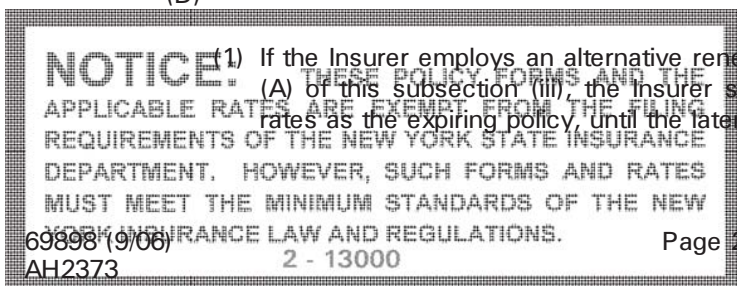 (D)
(1) If the Insurer employs an alternative
(A) of this subsection (iii), the Insurer
rates as the expiring policy, until the later
NOTICE: THESE POLICY FORMS AND THE
APPLICABLE RATES ARE EXEMPT FROM THE FILING
REQUIREMENTS OF THE NEW YORK STATE INSURANCE
DEPARTMENT. HOWEVER, SUCH FORMS AND RATES
MUST MEET THE MINIMUM STANDARDS OF THE NEW
YORK INSURANCE LAW AND REGULATIONS.
2 - 13000
69898 (9/06) Page 2
AH2373